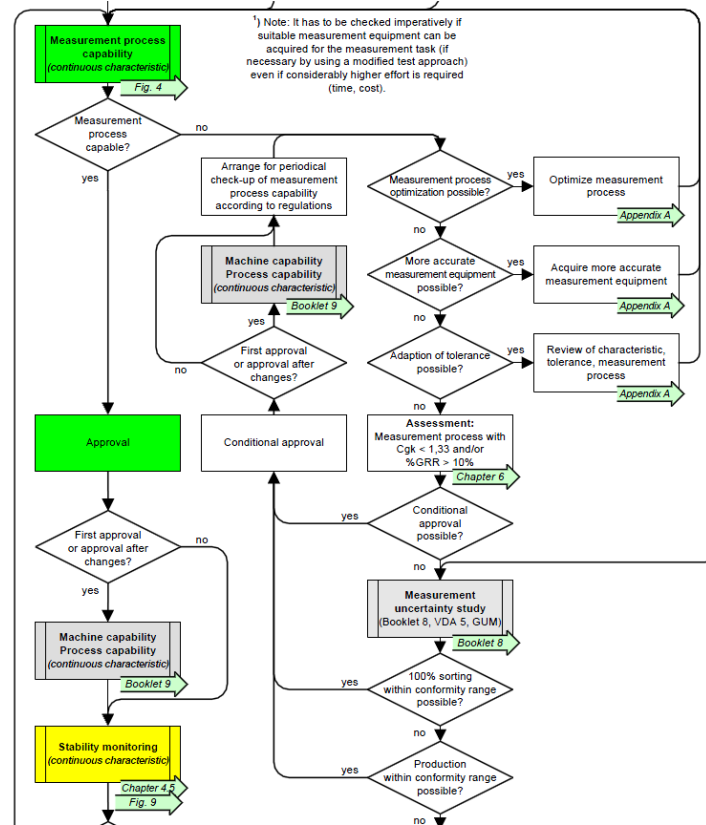 ¹) Note: It has to be checked imperatively if
suitable measurement equipment can be
acquired for the measurement task (if
necessary by using a modified test approach)
even if considerably higher effort is required
(time, cost).
Measurement process
capability
(continuous characteristic)
Fig. 4
Measurement
process
capable?
no
yes
Arrange for periodical
check-up of measurement
process capability
according to regulations
Measurement process
optimization possible?
yes
no
Optimize measurement
process
Appendix A
Machine capability
Process capability
(continuous characteristic)
Booklet 9
More accurate
measurement equipment
possible?
yes
no
Acquire more accurate
measurement equipment
Appendix A
yes
First approval
or approval after
changes?
no
Adaption of tolerance
possible?
yes
no
Review of characteristic,
tolerance, measurement
process
Appendix A
Approval
Conditional approval
Assessment:
Measurement process with
Cgk < 1,33 and/or
%GRR > 10%
Chapter 6
Conditional
approval
possible?
yes
no
First approval
or approval after
changes?
no
yes
Measurement
uncertainty study
(Booklet 8, VDA 5, GUM)
Booklet 8
Machine capability
Process capability
(continuous characteristic)
Booklet 9
100% sorting
within conformity range
possible?
yes
no
Stability monitoring
(continuous characteristic)
Chapter 4.5
Fig. 9
Production
within conformity range
possible?
yes
no